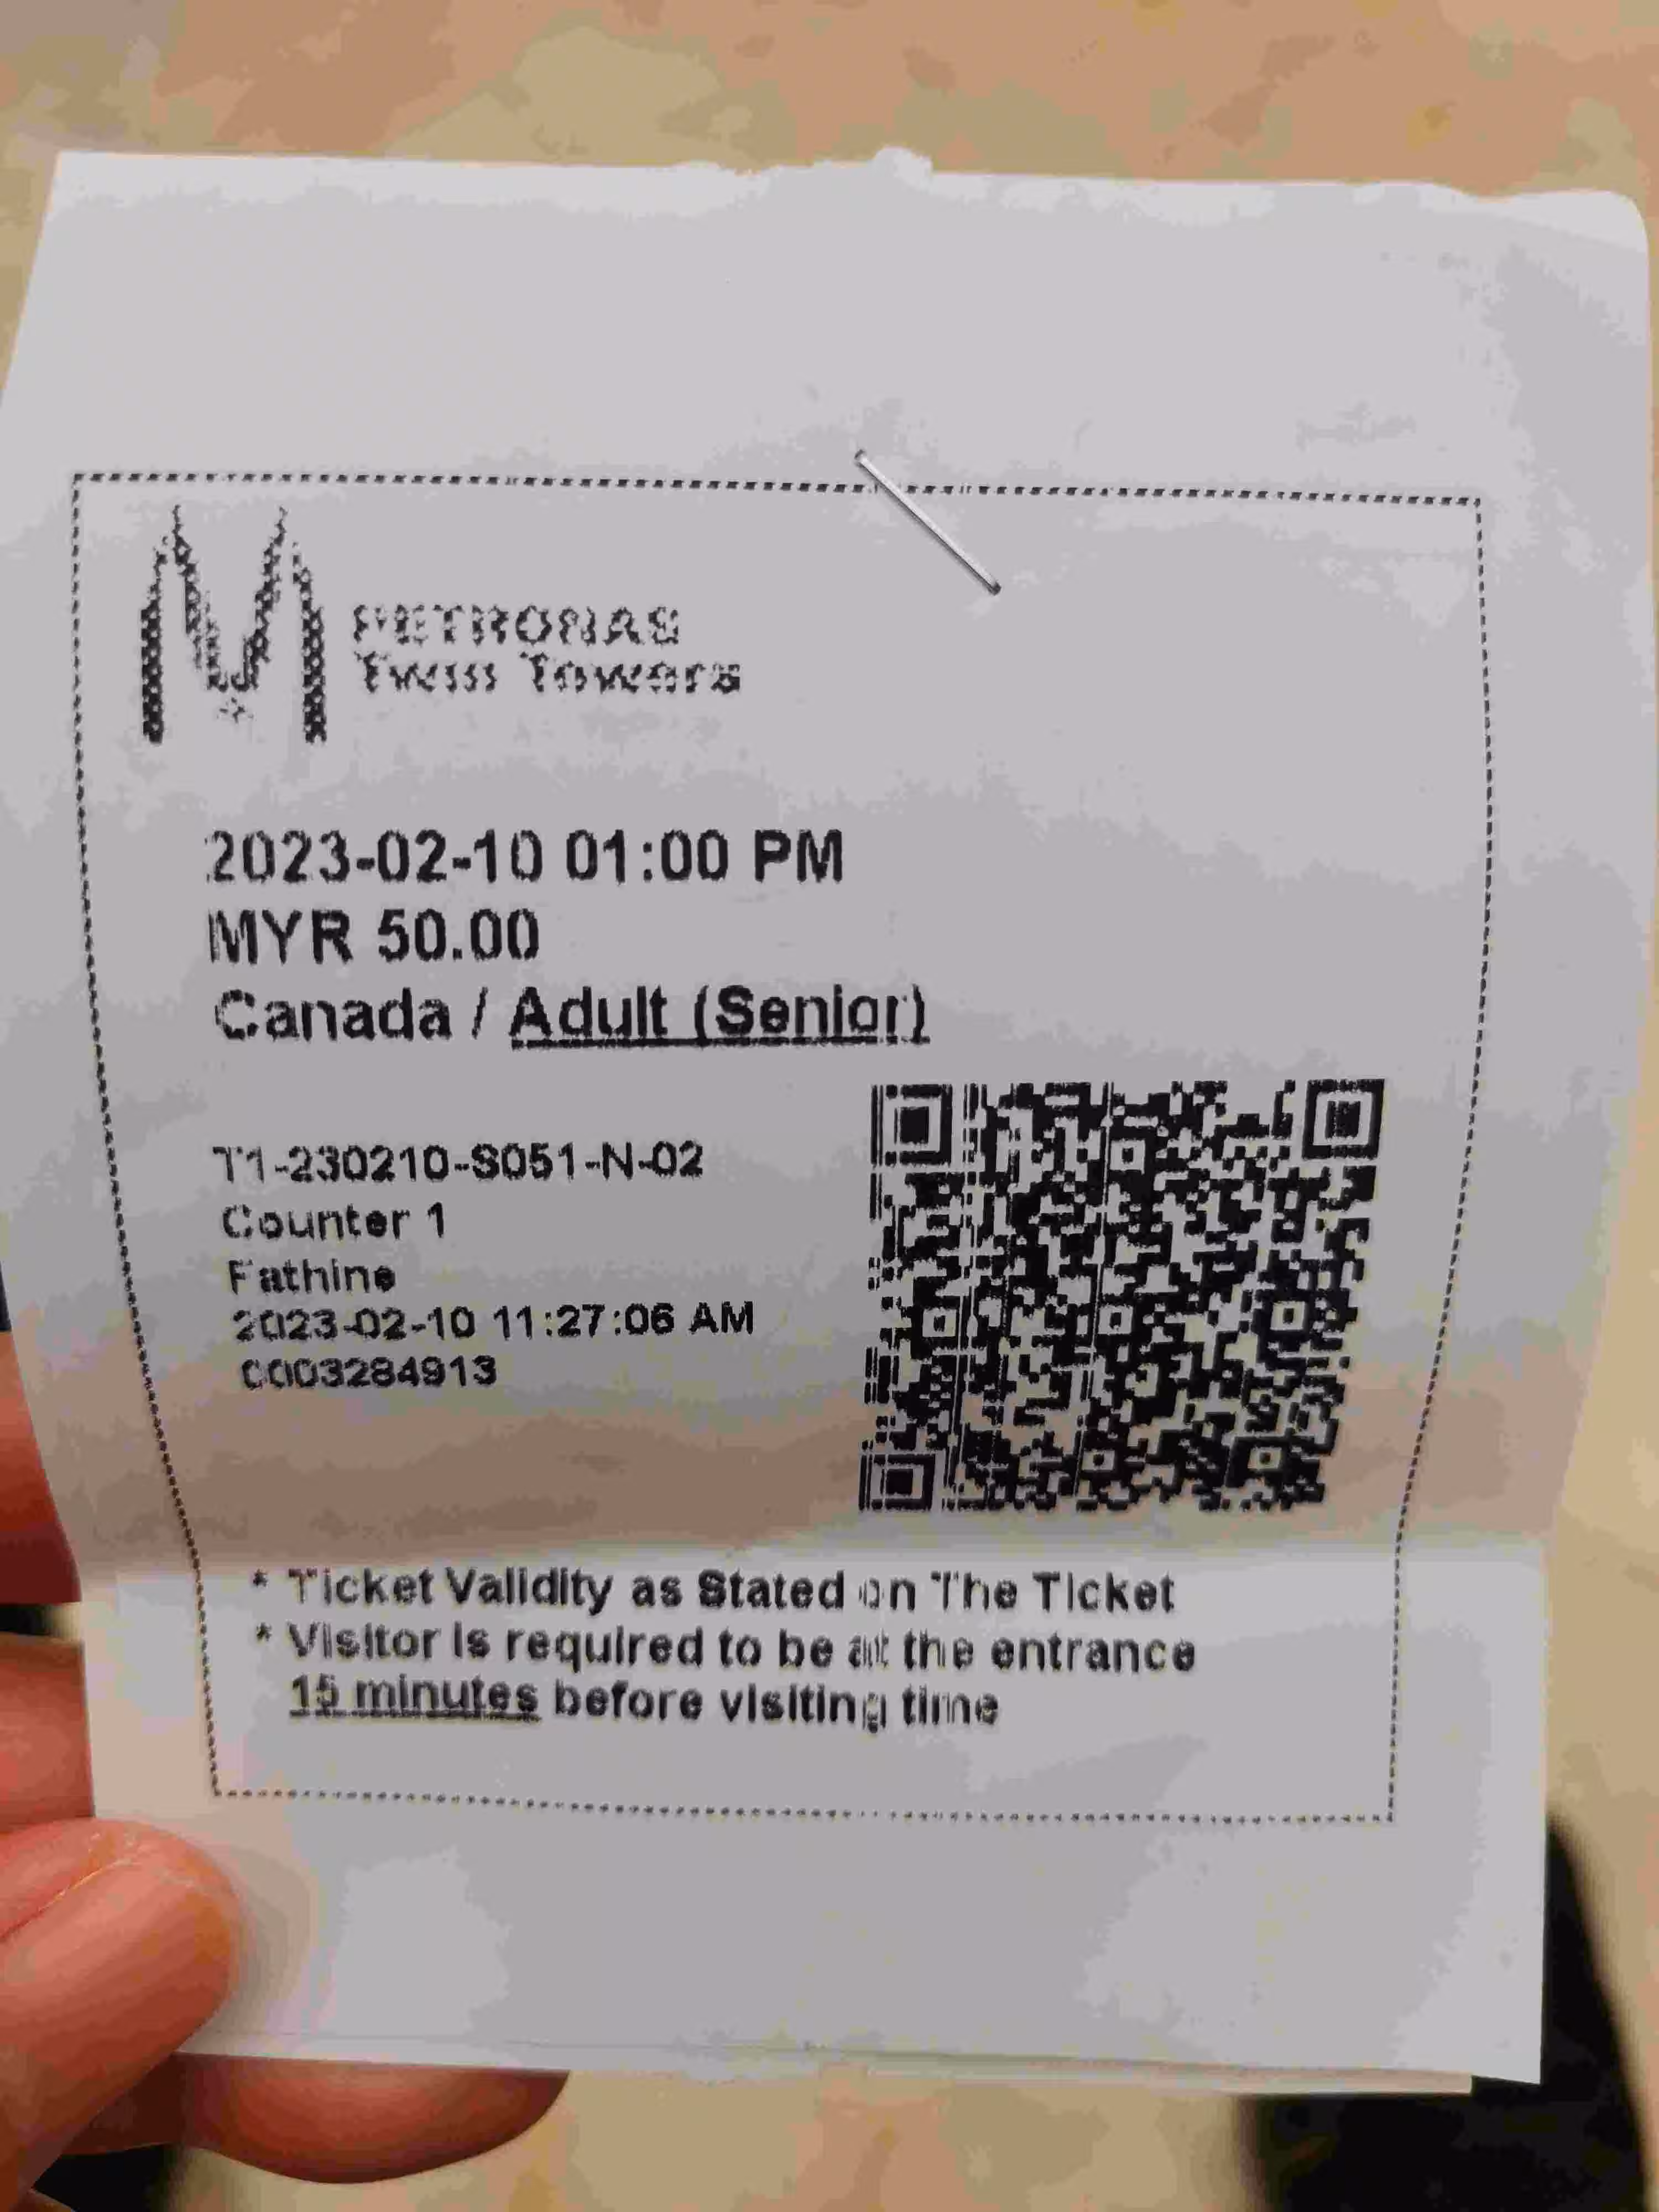 PETRONAS
Twin Towers
2023-02-10 01:00 PM
MYR 50.00
Canada / Adult (Senior)
T1-230210-S051-N-02
Counter 1
Fathine
2023-02-10 11:27:06 AM
0003284913
* Ticket Validity as Stated on The Ticket
* Visitor is required to be at the entrance
15 minutes before visiting time